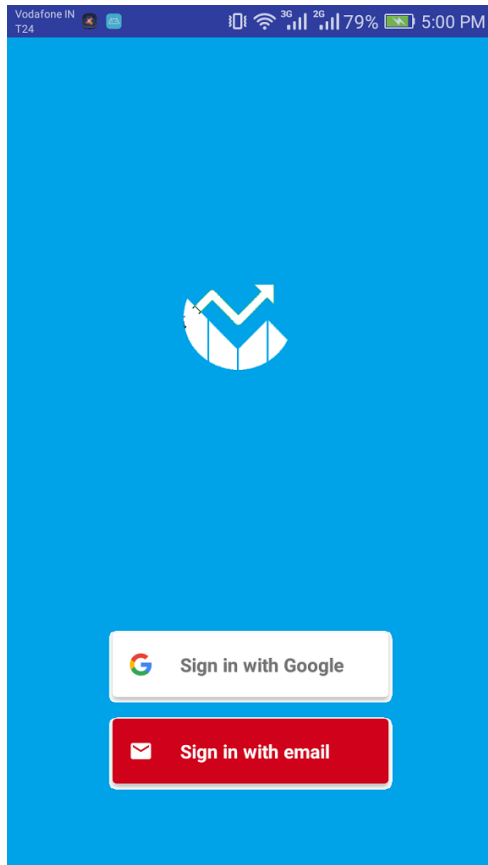 Vodafone IN
T24
3G 2G 79% 5:00 PM
Sign in with Google
Sign in with email